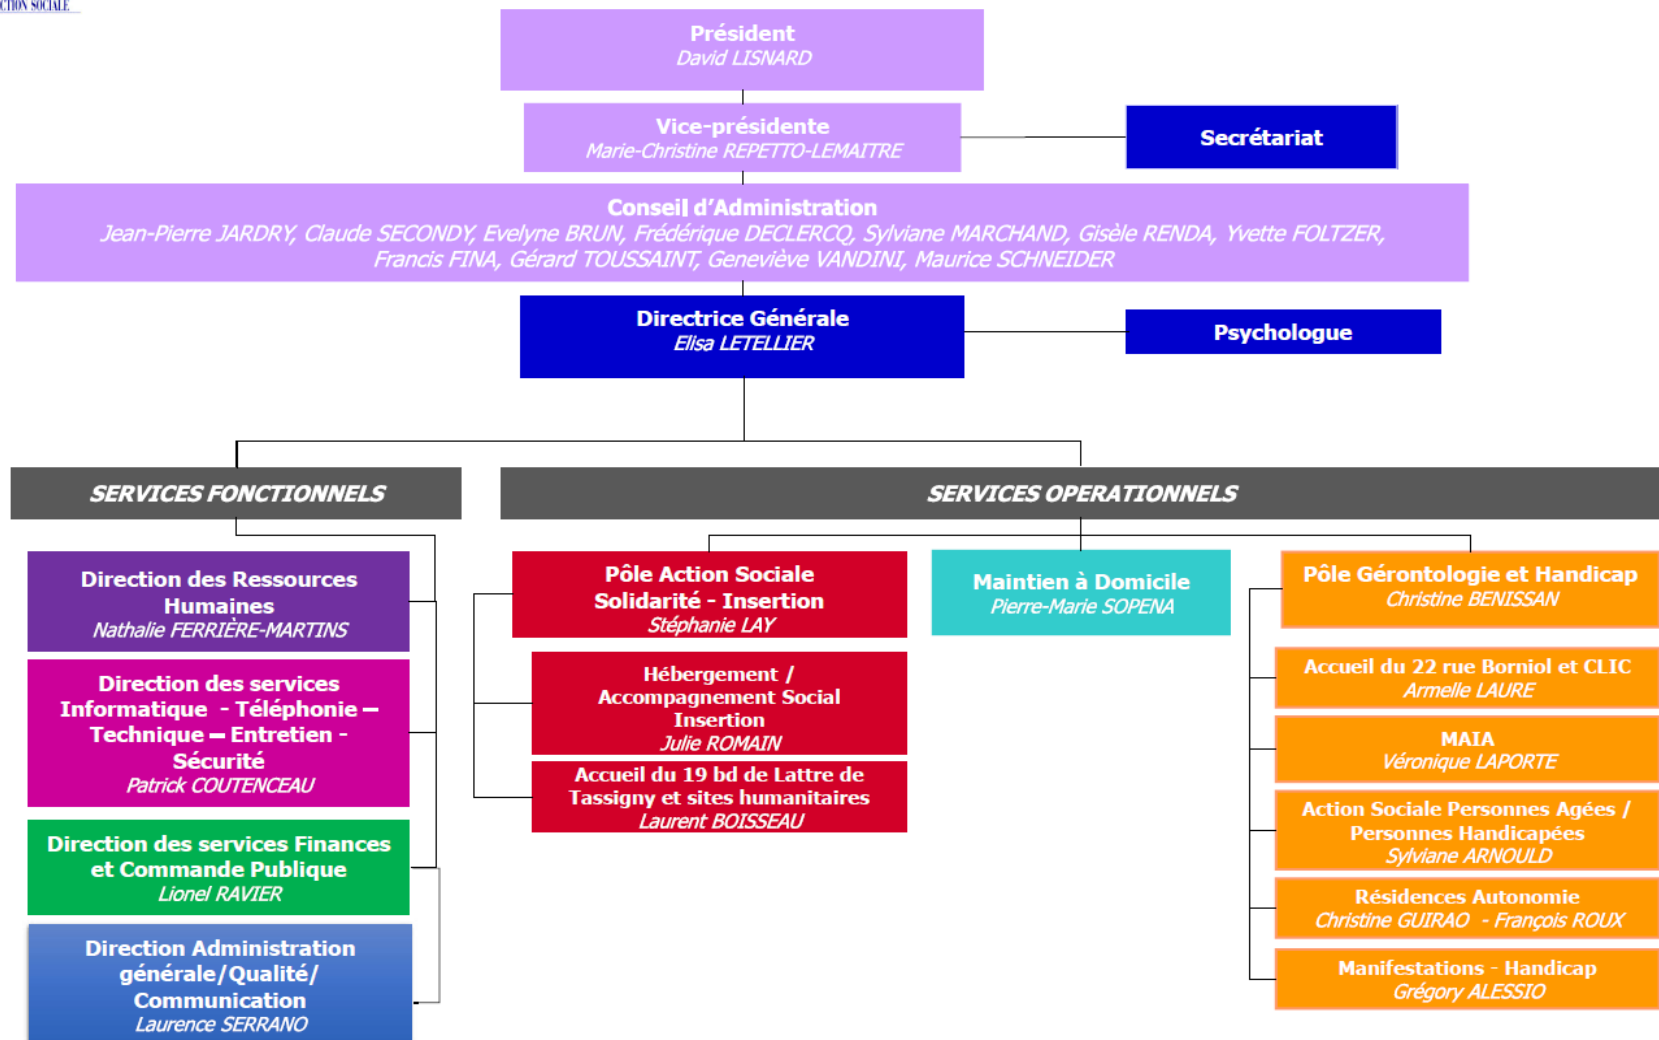 CTION SOCIALE
Président
David LISNARD
Vice-présidente
Marie-Christine REPETTO-LEMAITRE
Secrétariat
Conseil d’Administration
Jean-Pierre JARDRY, Claude SECONDY, Evelyne BRUN, Frédérique DECLERCQ, Sylviane MARCHAND, Gisèle RENDA, Yvette FOLTZER,
Francis FINA, Gérard TOUSSAINT, Geneviève VANDINI, Maurice SCHNEIDER
Directrice Générale
Elisa LETELLIER
Psychologue
SERVICES FONCTIONNELS
SERVICES OPERATIONNELS
Direction des Ressources
Humaines
Nathalie FERRIÈRE-MARTINS
Direction des services
Informatique - Téléphonie –
Technique – Entretien -
Sécurité
Patrick COUTENCEAU
Direction des services Finances
et Commande Publique
Lionel RAVIER
Direction Administration
générale/Qualité/
Communication
Laurence SERRANO
Pôle Action Sociale
Solidarité - Insertion
Stéphanie LAY
Hébergement /
Accompagnement Social
Insertion
Julie ROMAIN
Accueil du 19 bd de Lattre de
Tassigny et sites humanitaires
Laurent BOISSEAU
Maintien à Domicile
Pierre-Marie SOPENA
Pôle Gérontologie et Handicap
Christine BENISSAN
Accueil du 22 rue Borniol et CLIC
Armelle LAURE
MAIA
Véronique LAPORTE
Action Sociale Personnes Agées /
Personnes Handicapées
Sylviane ARNOULD
Résidences Autonomie
Christine GUIRAO - François ROUX
Manifestations - Handicap
Grégory ALESSIO